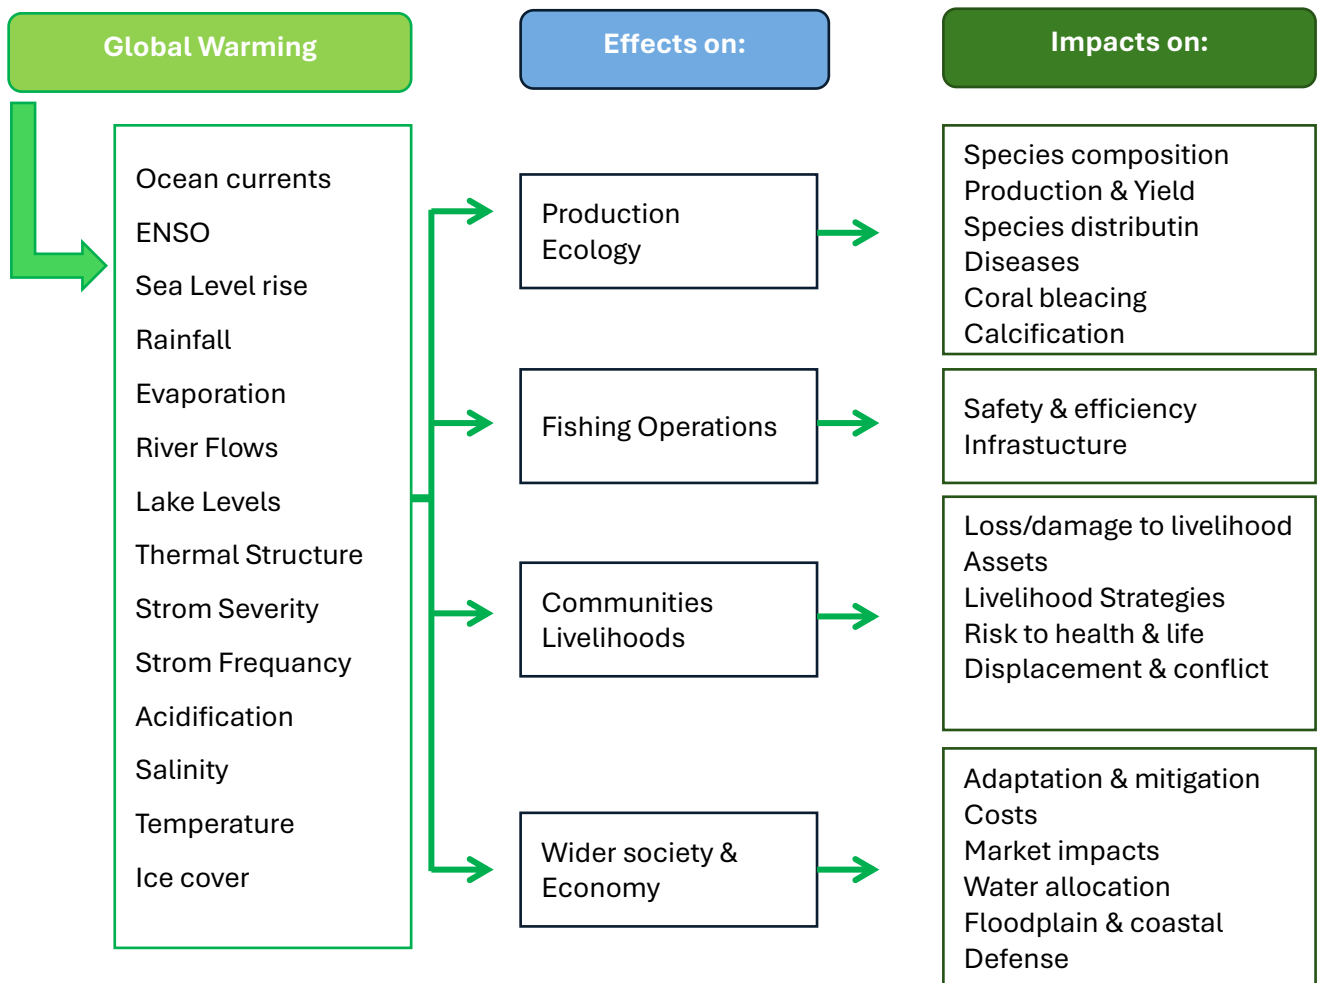 Global Warming
Effects on:
Impacts on:
Ocean currents
ENSO
Sea Level rise
Rainfall
Evaporation
River Flows
Lake Levels
Thermal Structure
Strom Severity
Strom Frequancy
Acidification
Salinity
Temperature
Ice cover
Production
Ecology
Fishing Operations
Communities
Livelihoods
Wider society &
Economy
Species composition
Production & Yield
Species distributin
Diseases
Coral bleacing
Calcification
Safety & efficiency
Infrastucture
Loss/damage to livelihood
Assets
Livelihood Strategies
Risk to health & life
Displacement & conflict
Adaptation & mitigation
Costs
Market impacts
Water allocation
Floodplain & coastal
Defense